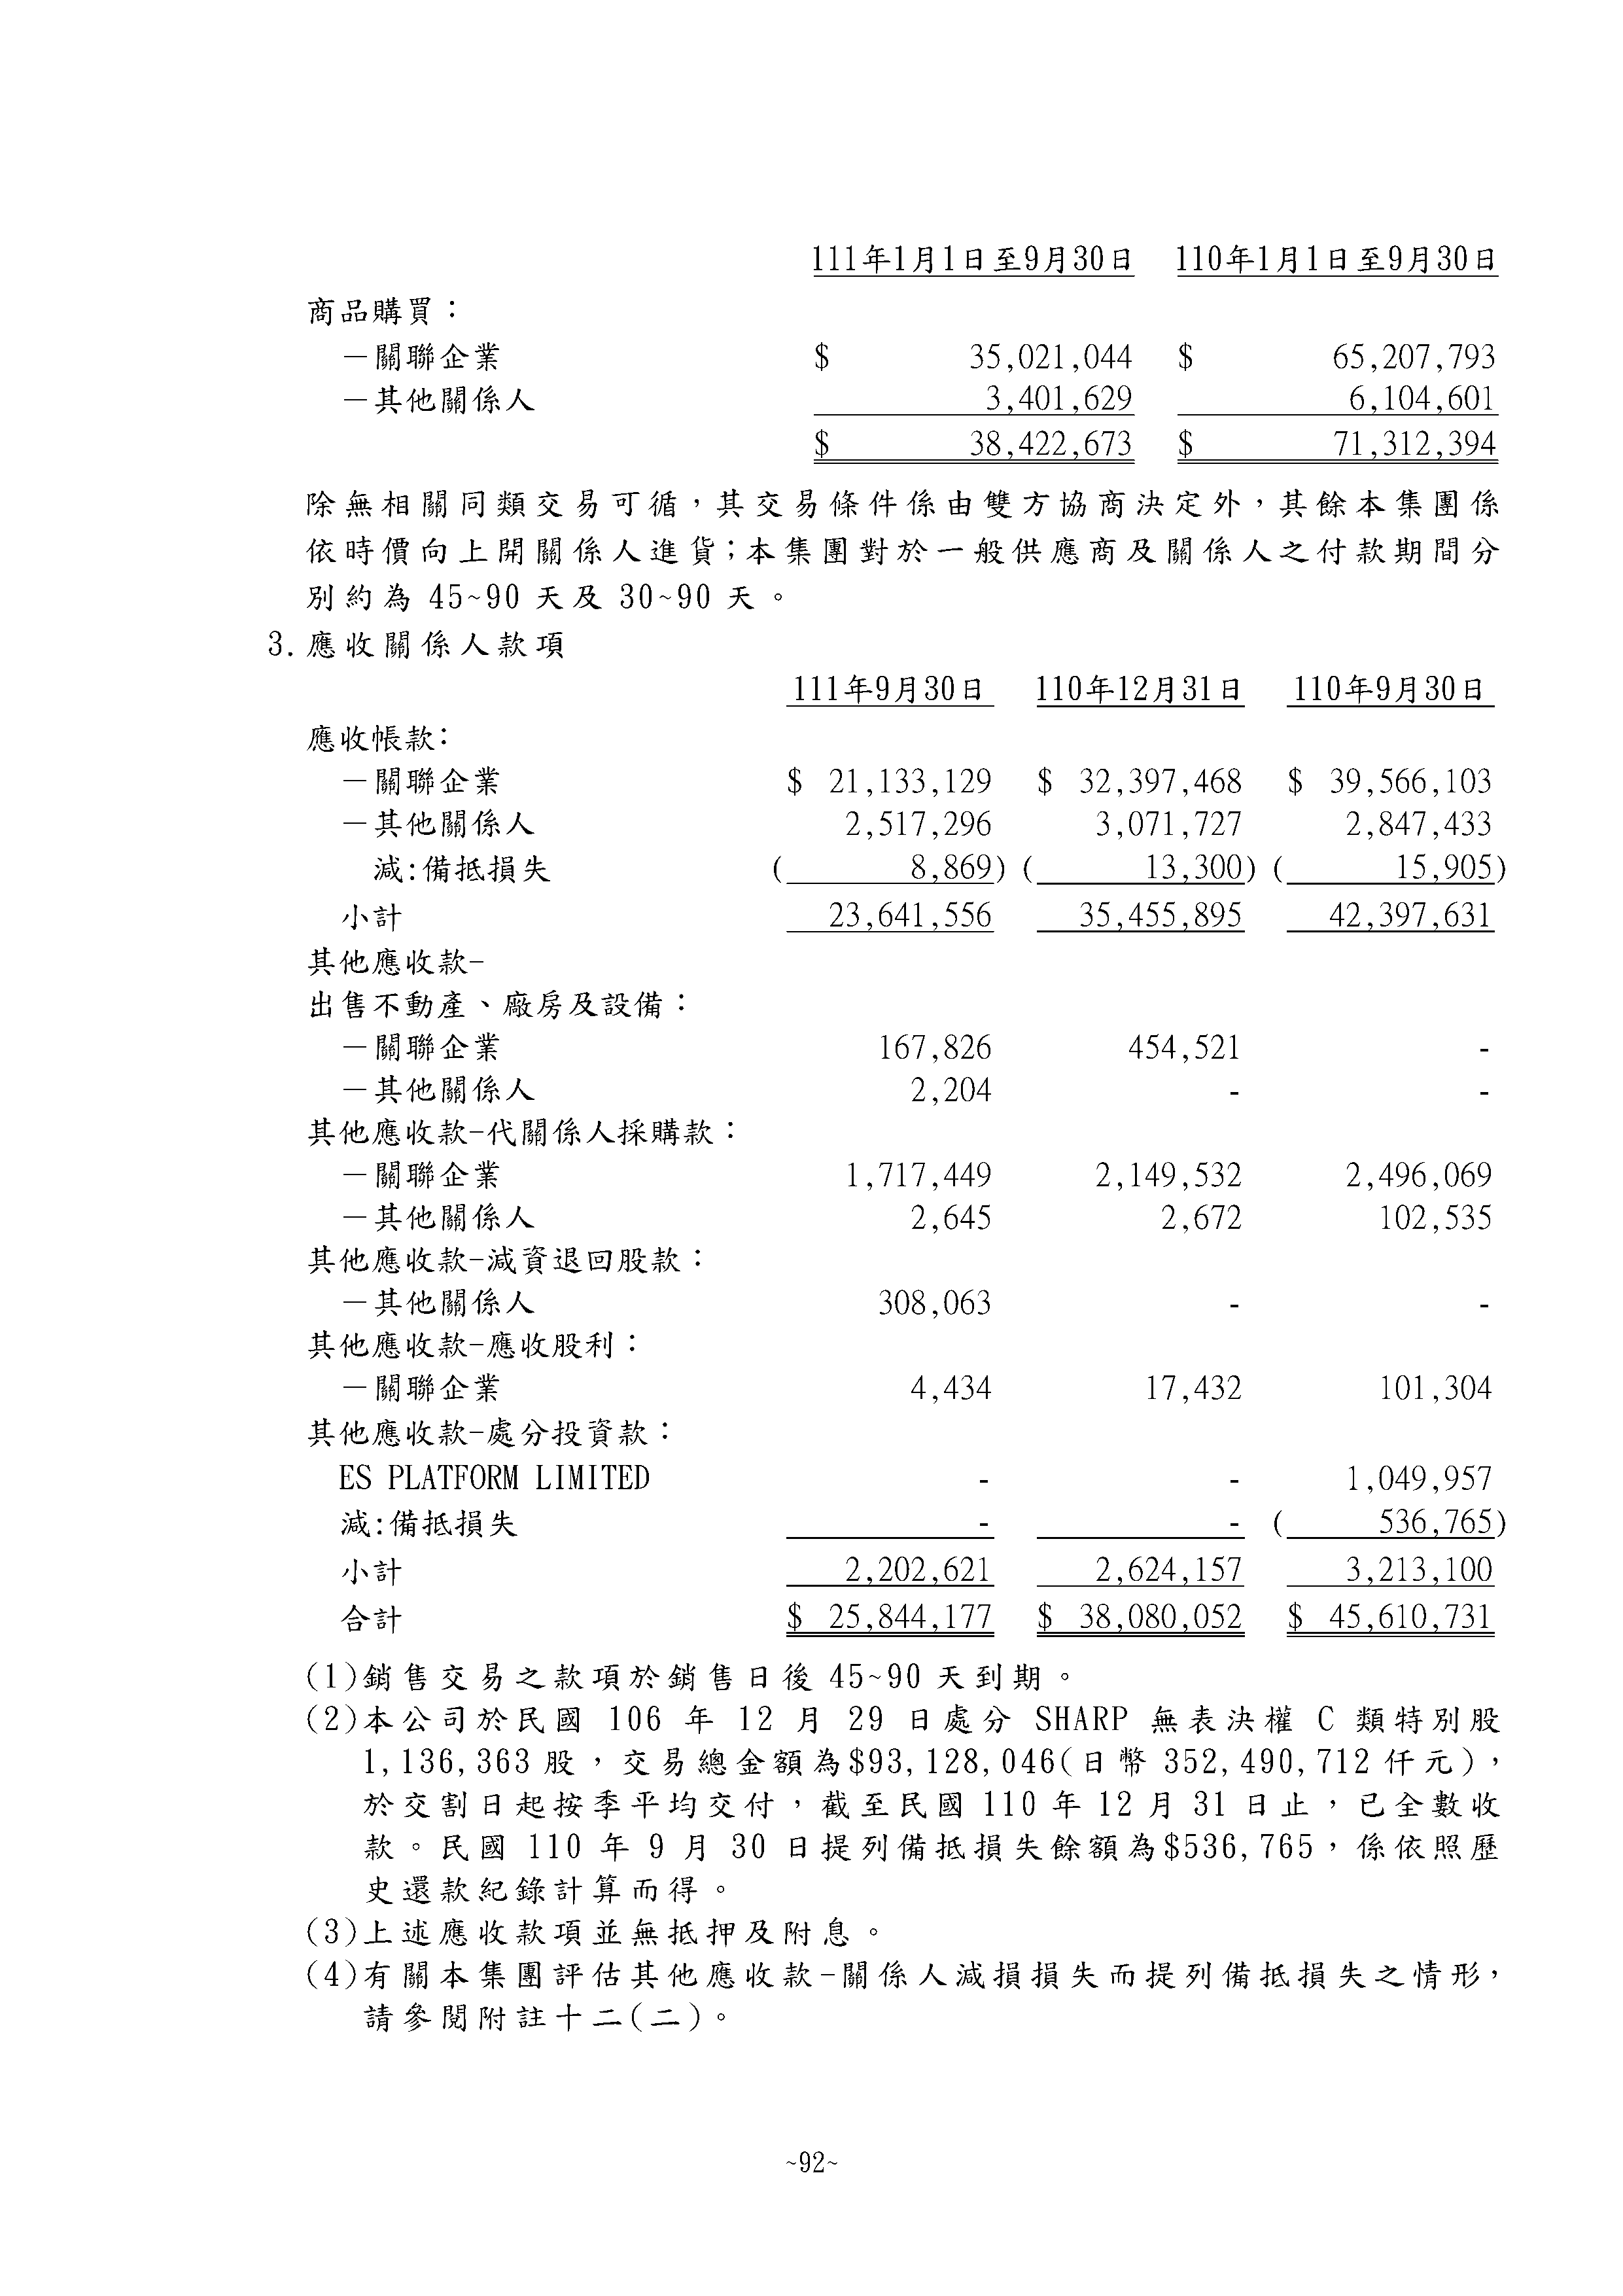 111年1月1日至9月30日 110年1月1日至9月30日
商品購買：
－關聯企業 $ 35,021,044 $ 65,207,793
－其他關係人 3,401,629 6,104,601
$ 38,422,673 $ 71,312,394
除無相關同類交易可循，其交易條件係由雙方協商決定外，其餘本集團係
依時價向上開關係人進貨；本集團對於一般供應商及關係人之付款期間分
別約為 45~90 天及 30~90 天。
3.應收關係人款項
111年9月30日 110年12月31日 110年9月30日
應收帳款:
－關聯企業 $ 21,133,129 $ 32,397,468 $ 39,566,103
－其他關係人 2,517,296 3,071,727 2,847,433
減:備抵損失 ( 8,869) ( 13,300) ( 15,905)
小計 23,641,556 35,455,895 42,397,631
其他應收款-
出售不動產、廠房及設備：
－關聯企業 167,826 454,521 -
－其他關係人 2,204 - -
其他應收款-代關係人採購款：
－關聯企業 1,717,449 2,149,532 2,496,069
－其他關係人 2,645 2,672 102,535
其他應收款-減資退回股款：
－其他關係人 308,063 - -
其他應收款-應收股利：
－關聯企業 4,434 17,432 101,304
其他應收款-處分投資款：
ES PLATFORM LIMITED - - 1,049,957
減:備抵損失 - - ( 536,765)
小計 2,202,621 2,624,157 3,213,100
合計 $ 25,844,177 $ 38,080,052 $ 45,610,731
(1)銷售交易之款項於銷售日後 45~90 天到期。
(2)本公司於民國 106 年 12 月 29 日處分 SHARP 無表決權 C 類特別股
1,136,363 股，交易總金額為$93,128,046(日幣 352,490,712 仟元)，
於交割日起按季平均交付，截至民國 110 年 12 月 31 日止，已全數收
款。民國 110 年 9 月 30 日提列備抵損失餘額為$536,765，係依照歷
史還款紀錄計算而得。
(3)上述應收款項並無抵押及附息。
(4)有關本集團評估其他應收款-關係人減損損失而提列備抵損失之情形，
請參閱附註十二(二)。
~92~